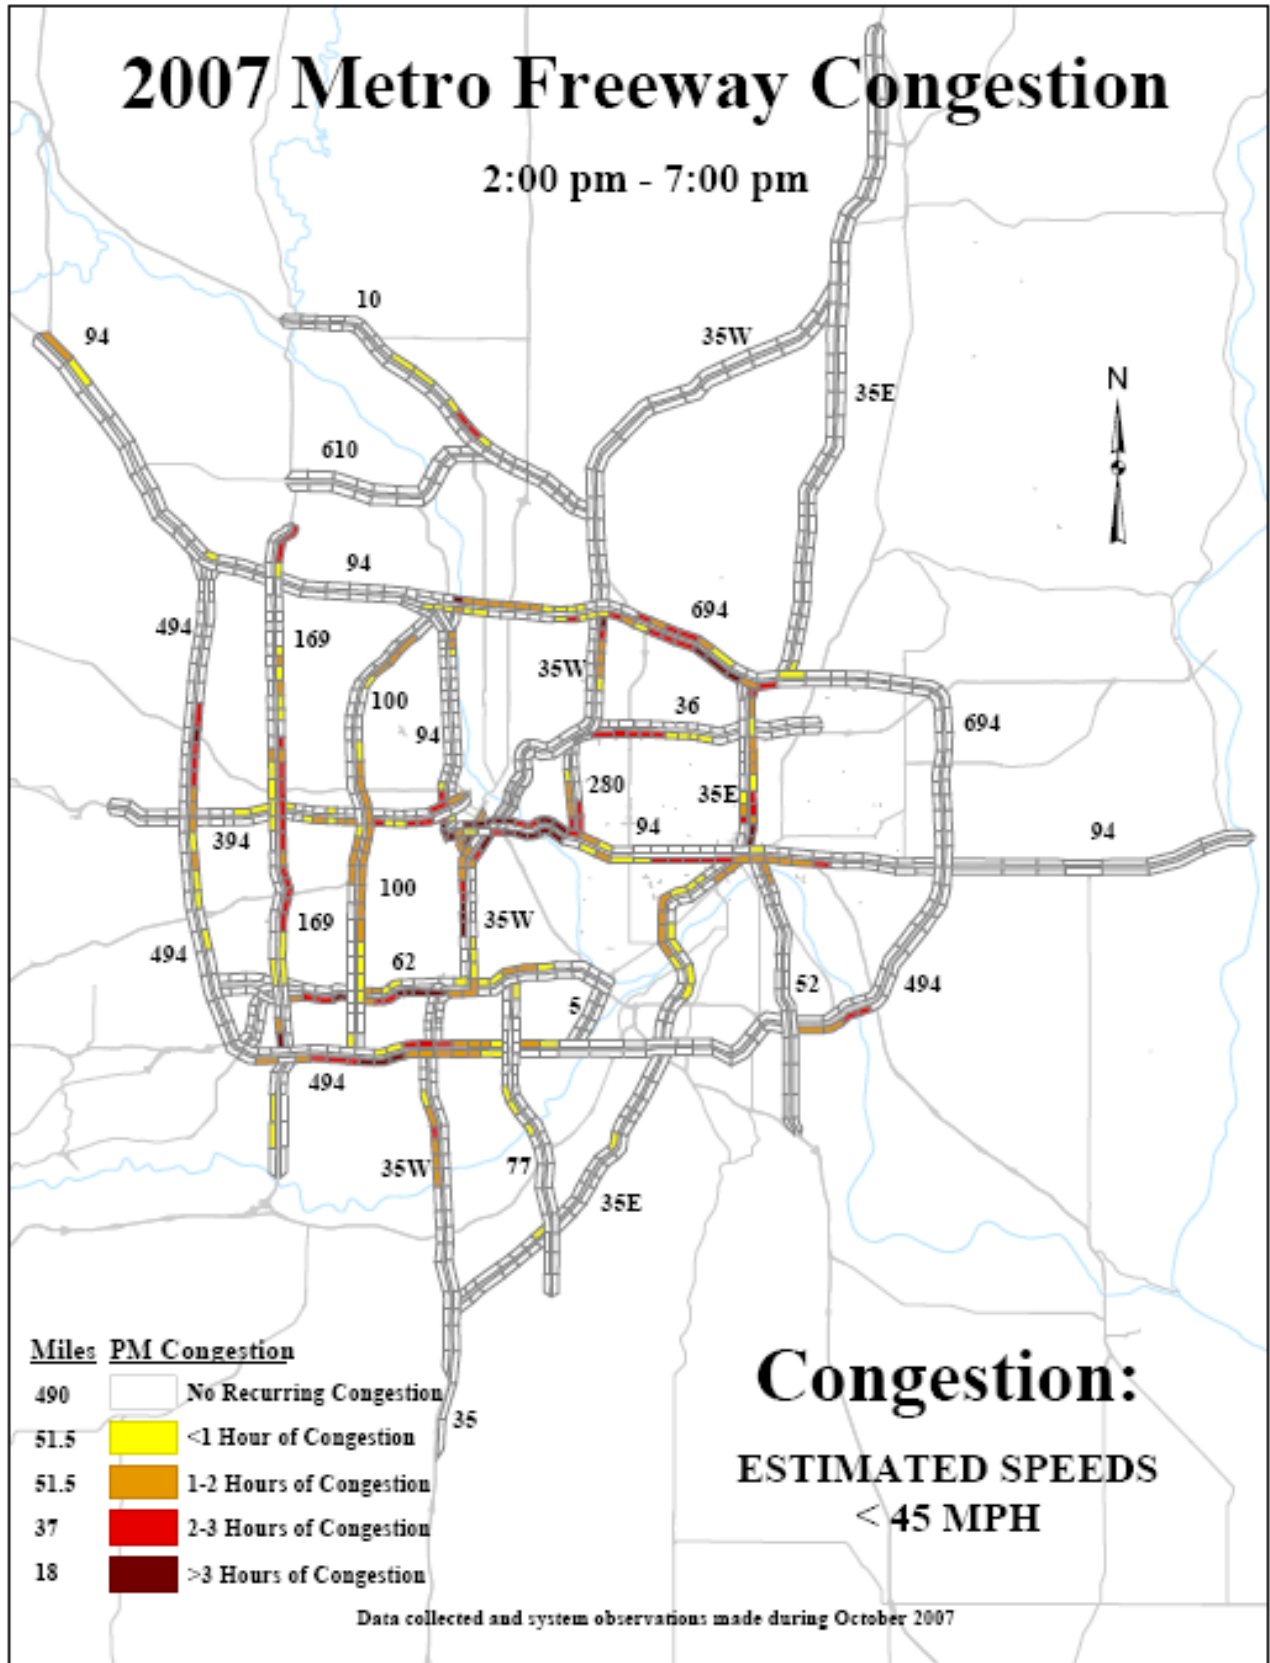 2007 Metro Freeway Congestion
2:00 pm - 7:00 pm
10
94
35W
35E
N
610
94
494
169
694
35W
100
36
694
94
280
35E
394
94
94
100
169
35W
494
62
52
494
5
494
35W
77
35E
Miles PM Congestion
490 No Recurring Congestion
51.5 <1 Hour of Congestion
51.5 1-2 Hours of Congestion
37 2-3 Hours of Congestion
18 >3 Hours of Congestion
35
Congestion:
ESTIMATED SPEEDS
< 45 MPH
Data collected and system observations made during October 2007